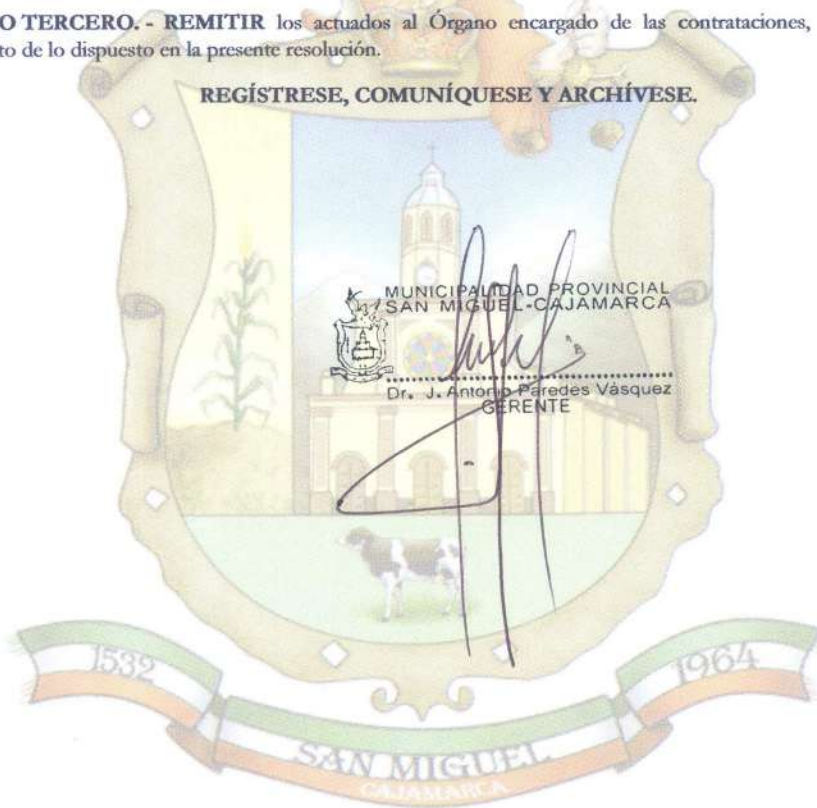 O TERCERO. - REMITIR los actuados al Órgano encargado de las contrataciones,
to de lo dispuesto en la presente resolución.
REGÍSTRESE, COMUNÍQUESE Y ARCHÍVESE.
MUNICIPALIDAD PROVINCIAL
SAN MIGUEL-CAJAMARCA
Dr. J. Antonio Paredes Vásquez
GERENTE
1532
1964
SAN MIGUEL
CAJAMARCA